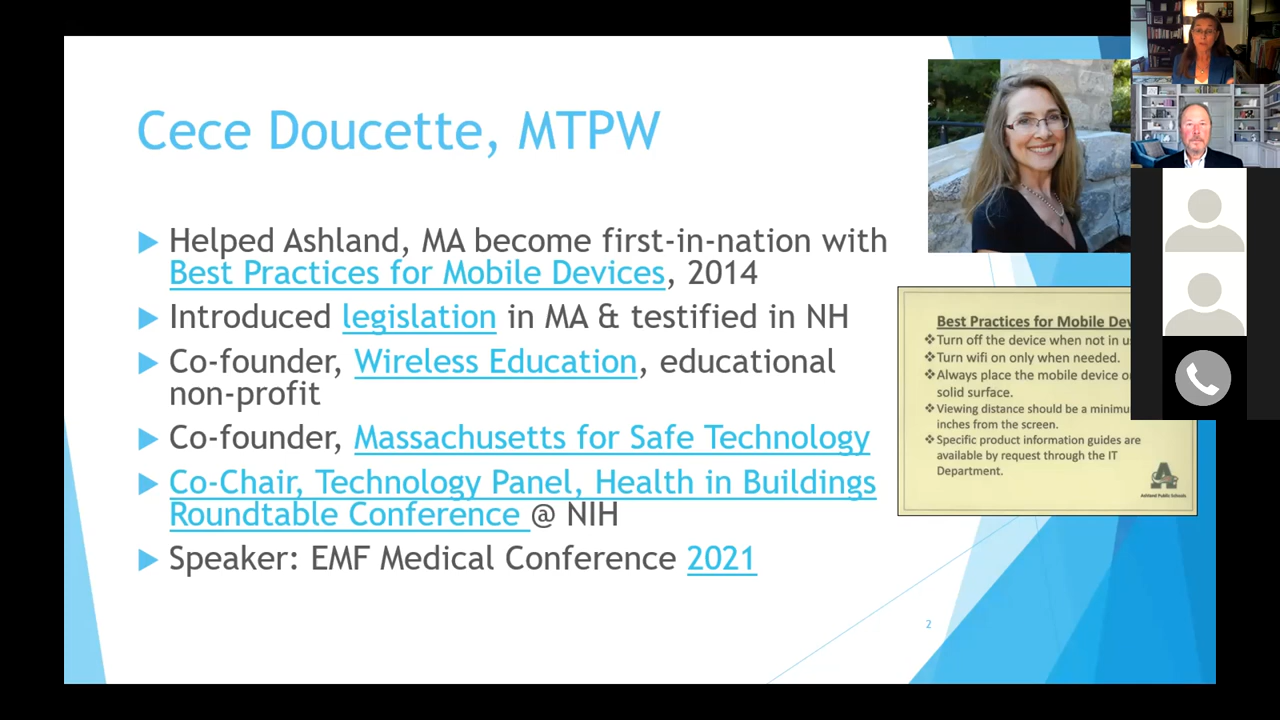 Cece Doucette, MTPW
Helped Ashland, MA become first-in-nation with
Best Practices for Mobile Devices, 2014
Introduced legislation in MA & testified in NH
Co-founder, Wireless Education, educational
non-profit
Co-founder, Massachusetts for Safe Technology
Co-Chair, Technology Panel, Health in Buildings
Roundtable Conference @ NIH
Speaker: EMF Medical Conference 2021
Best Practices for Mobile
Turn off the device when not in
Turn wifi on only when needed.
Always place the mobile device
solid surface.
Viewing distance should be a
inches from the screen.
Specific product information guides are
available by request through the IT
Department.
A
Ashland Public Schools
2